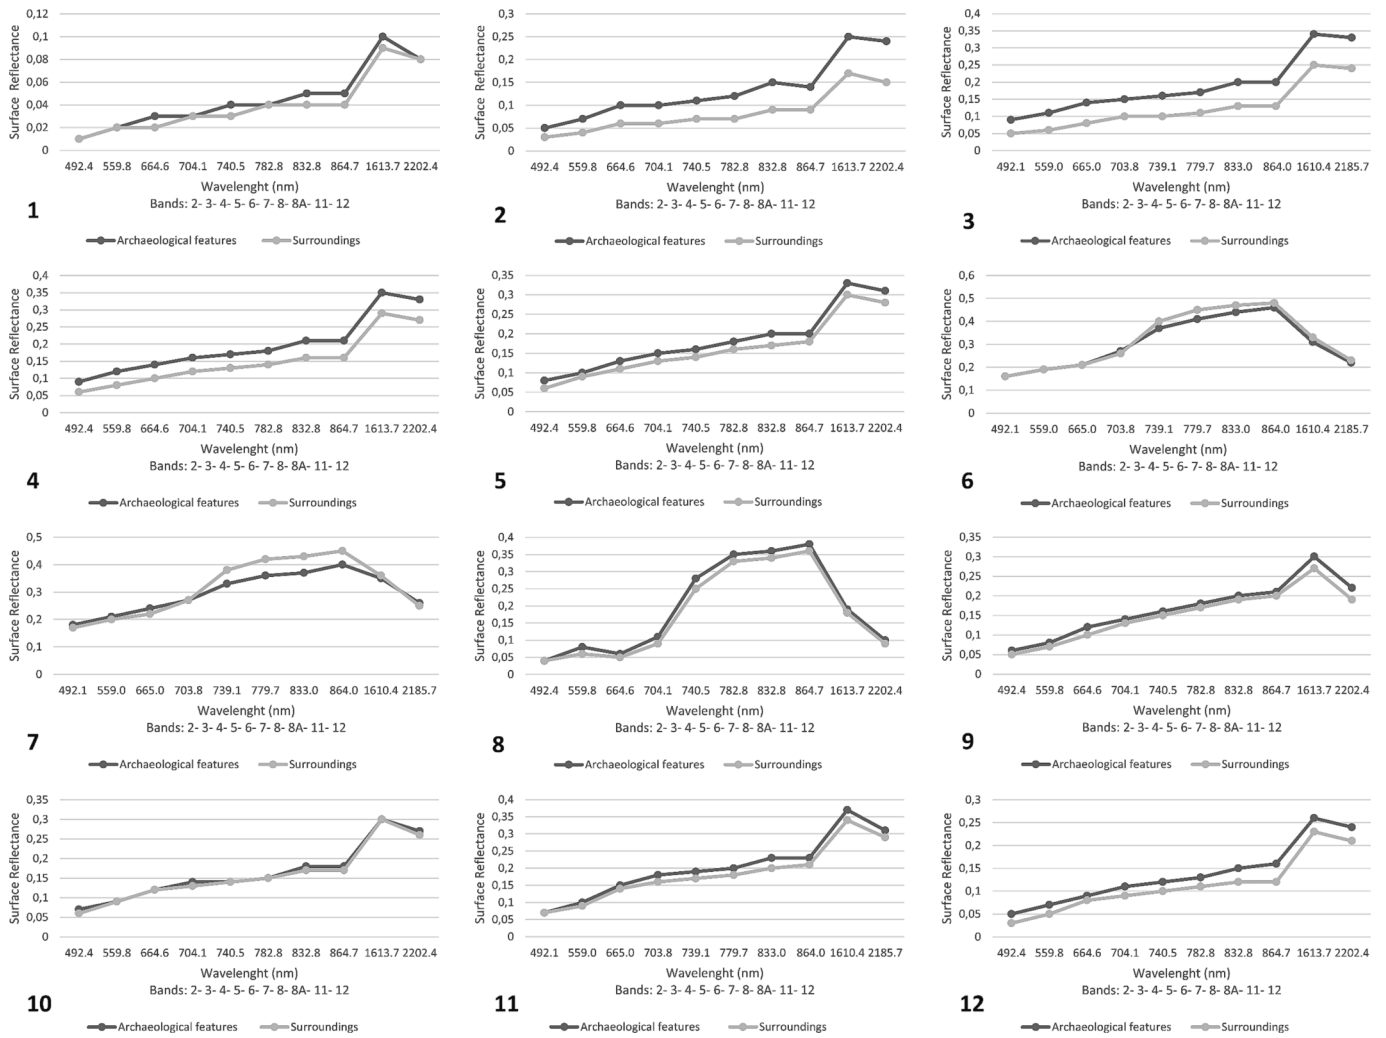 0,12
0,1
0,08
0,06
0,04
0,02
0
Surface Reflectance
492.4 559.8 664.6 704.1 740.5 782.8 832.8 864.7 1613.7 2202.4
Wavelenght (nm)
Bands: 2- 3- 4- 5- 6- 7- 8- 8A- 11- 12
1
Archaeological features Surroundings
0,3
0,25
0,2
0,15
0,1
0,05
0
Surface Reflectance
492.4 559.8 664.6 704.1 740.5 782.8 832.8 864.7 1613.7 2202.4
Wavelenght (nm)
Bands: 2- 3- 4- 5- 6- 7- 8- 8A- 11- 12
2
Archaeological features Surroundings
0,4
0,35
0,3
0,25
0,2
0,15
0,1
0,05
0
Surface Reflectance
492.1 559.0 665.0 703.8 739.1 779.7 833.0 864.0 1610.4 2185.7
Wavelenght (nm)
Bands: 2- 3- 4- 5- 6- 7- 8- 8A- 11- 12
3
Archaeological features Surroundings
0,4
0,35
0,3
0,25
0,2
0,15
0,1
0,05
0
Surface Reflectance
492.4 559.8 664.6 704.1 740.5 782.8 832.8 864.7 1613.7 2202.4
Wavelenght (nm)
Bands: 2- 3- 4- 5- 6- 7- 8- 8A- 11- 12
4
Archaeological features Surroundings
0,35
0,3
0,25
0,2
0,15
0,1
0,05
0
Surface Reflectance
492.4 559.8 664.6 704.1 740.5 782.8 832.8 864.7 1613.7 2202.4
Wavelenght (nm)
Bands: 2- 3- 4- 5- 6- 7- 8- 8A- 11- 12
5
Archaeological features Surroundings
0,6
0,5
0,4
0,3
0,2
0,1
0
Surface Reflectance
492.1 559.0 665.0 703.8 739.1 779.7 833.0 864.0 1610.4 2185.7
Wavelenght (nm)
Bands: 2- 3- 4- 5- 6- 7- 8- 8A- 11- 12
6
Archaeological features Surroundings
0,5
0,4
0,3
0,2
0,1
0
Surface Reflectance
492.1 559.0 665.0 703.8 739.1 779.7 833.0 864.0 1610.4 2185.7
Wavelenght (nm)
Bands: 2- 3- 4- 5- 6- 7- 8- 8A- 11- 12
7
Archaeological features Surroundings
0,4
0,35
0,3
0,25
0,2
0,15
0,1
0,05
0
Surface Reflectance
492.4 559.8 664.6 704.1 740.5 782.8 832.8 864.7 1613.7 2202.4
Wavelenght (nm)
Bands: 2- 3- 4- 5- 6- 7- 8- 8A- 11- 12
8
Archaeological features Surroundings
0,35
0,3
0,25
0,2
0,15
0,1
0,05
0
Surface Reflectance
492.4 559.8 664.6 704.1 740.5 782.8 832.8 864.7 1613.7 2202.4
Wavelenght (nm)
Bands: 2- 3- 4- 5- 6- 7- 8- 8A- 11- 12
9
Archaeological features Surroundings
0,35
0,3
0,25
0,2
0,15
0,1
0,05
0
Surface Reflectance
492.4 559.8 664.6 704.1 740.5 782.8 832.8 864.7 1613.7 2202.4
Wavelenght (nm)
Bands: 2- 3- 4- 5- 6- 7- 8- 8A- 11- 12
10
Archaeological features Surroundings
0,4
0,35
0,3
0,25
0,2
0,15
0,1
0,05
0
Surface Reflectance
492.1 559.0 665.0 703.8 739.1 779.7 833.0 864.0 1610.4 2185.7
Wavelenght (nm)
Bands: 2- 3- 4- 5- 6- 7- 8- 8A- 11- 12
11
Archaeological features Surroundings
0,3
0,25
0,2
0,15
0,1
0,05
0
Surface Reflectance
492.4 559.8 664.6 704.1 740.5 782.8 832.8 864.7 1613.7 2202.4
Wavelenght (nm)
Bands: 2- 3- 4- 5- 6- 7- 8- 8A- 11- 12
12
Archaeological features Surroundings